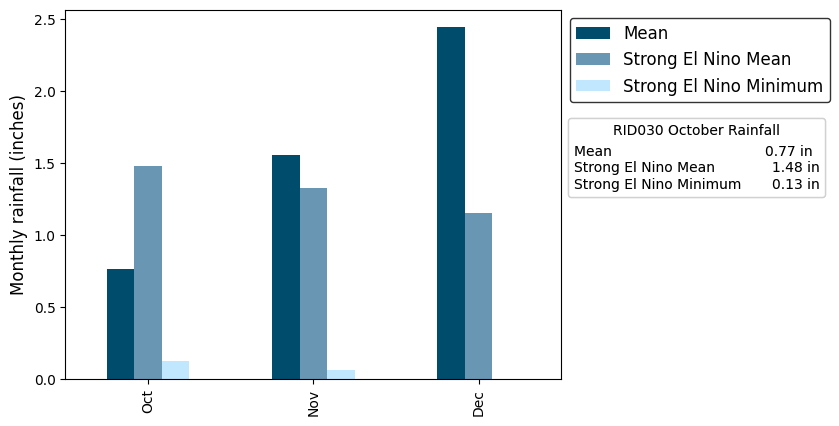 2.5
2.0
1.5
1.0
0.5
0.0
Monthly rainfall (inches)
Oct
Nov
Dec
Mean
Strong El Nino Mean
Strong El Nino Minimum
RID030 October Rainfall
Mean 0.77 in
Strong El Nino Mean 1.48 in
Strong El Nino Minimum 0.13 in